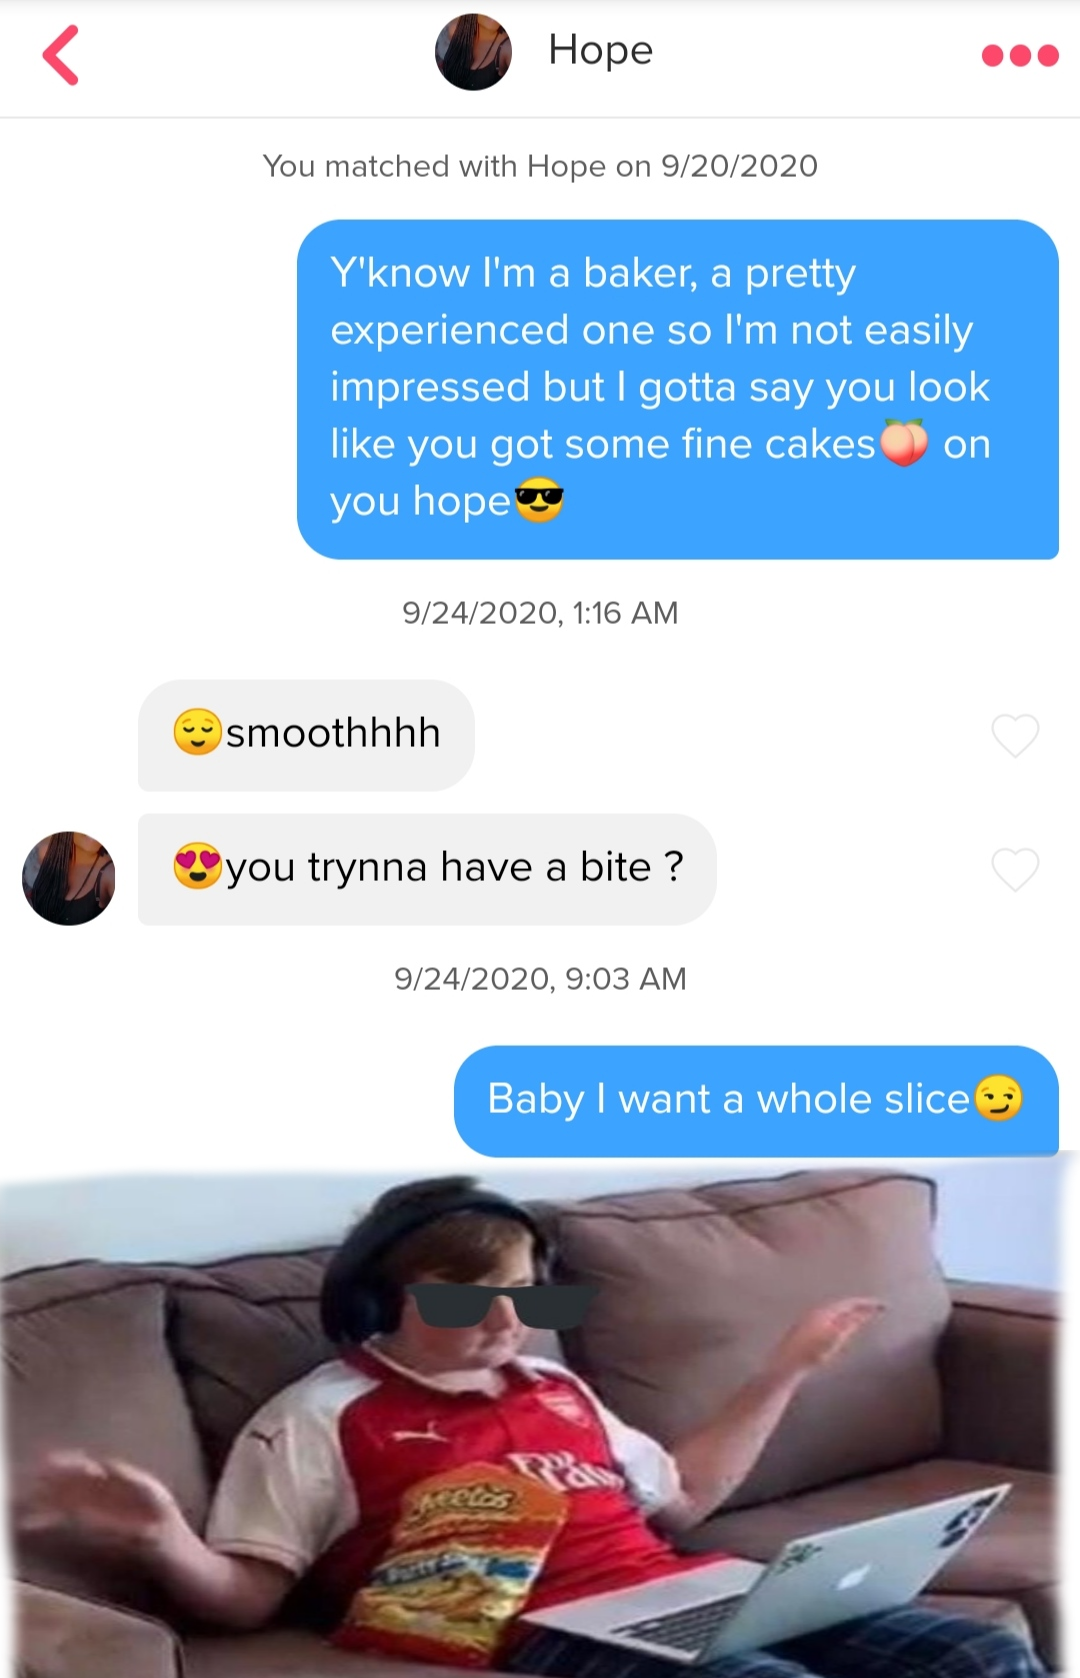 Hope
You matched with Hope on 9/20/2020
Y'know I'm a baker, a pretty
experienced one so I'm not easily
impressed but I gotta say you look
like you got some fine cakes🍑 on
you hope😎
9/24/2020, 1:16 AM
😌smoothhhh
😍you trynna have a bite ?
9/24/2020, 9:03 AM
Baby I want a whole slice😏
Cheetos